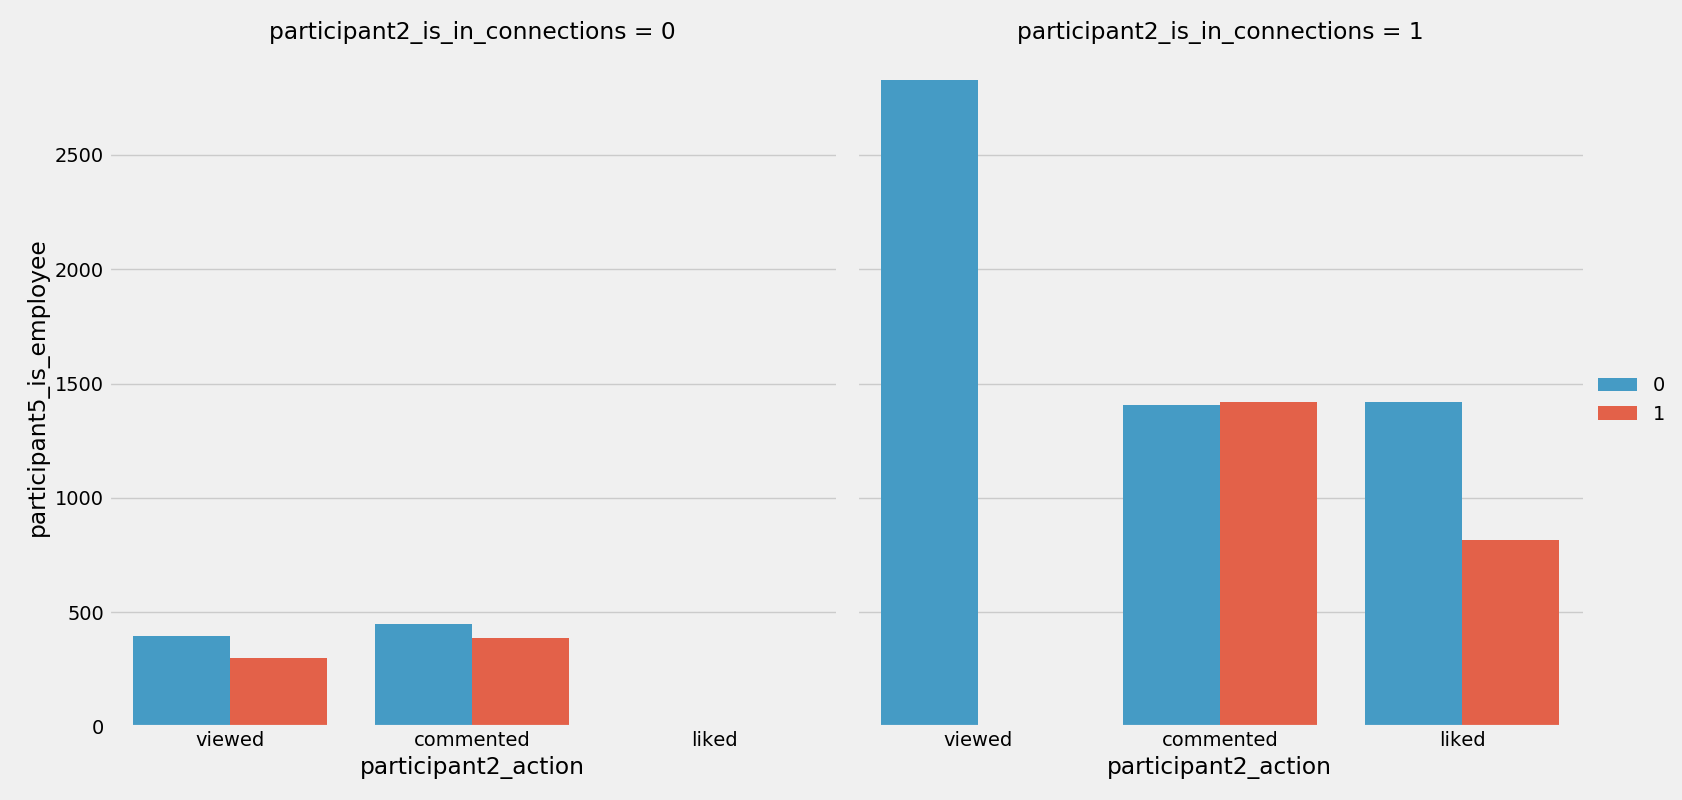 participant2_is_in_connections = 0
participant2_is_in_connections = 1
participant5_is_employee
2500
2000
1500
1000
500
0
viewed
commented
liked
participant2_action
viewed
commented
liked
participant2_action
0
1